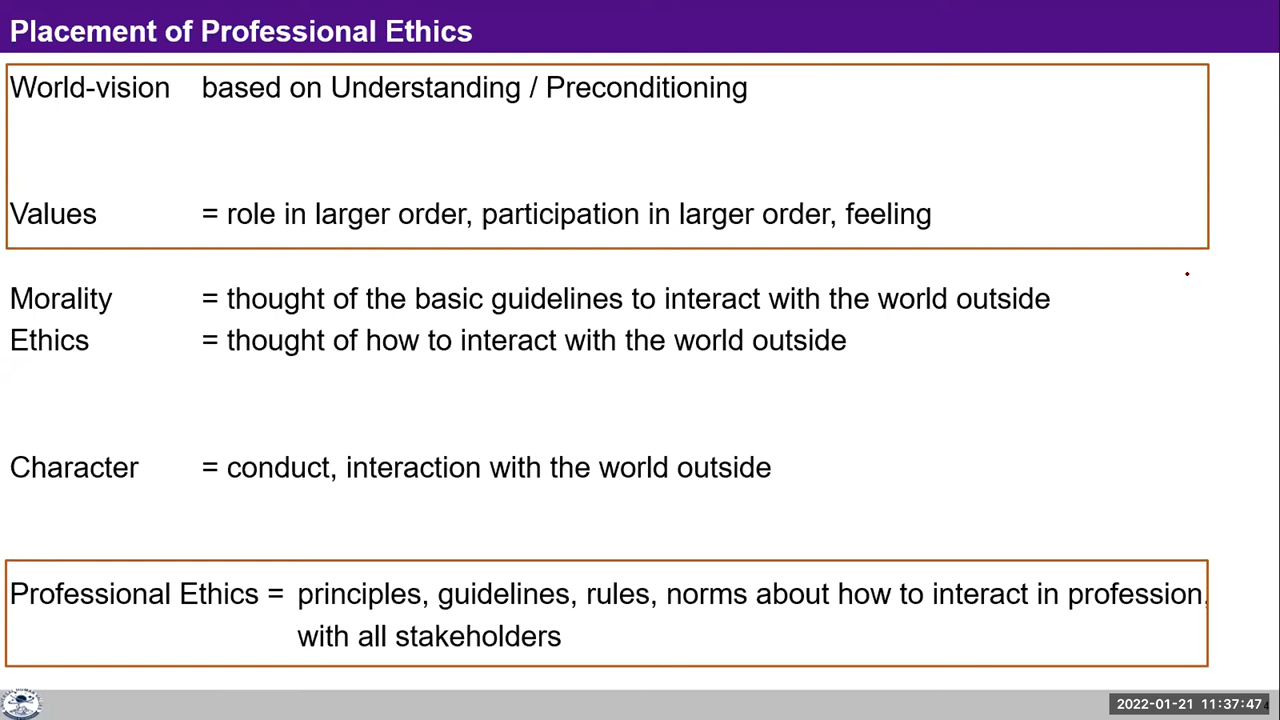 Placement of Professional Ethics
World-vision based on Understanding / Preconditioning
Values = role in larger order, participation in larger order, feeling
Morality = thought of the basic guidelines to interact with the world outside
Ethics = thought of how to interact with the world outside
Character = conduct, interaction with the world outside
Professional Ethics = principles, guidelines, rules, norms about how to interact in profession,
with all stakeholders
2022-01-21 11:37:47